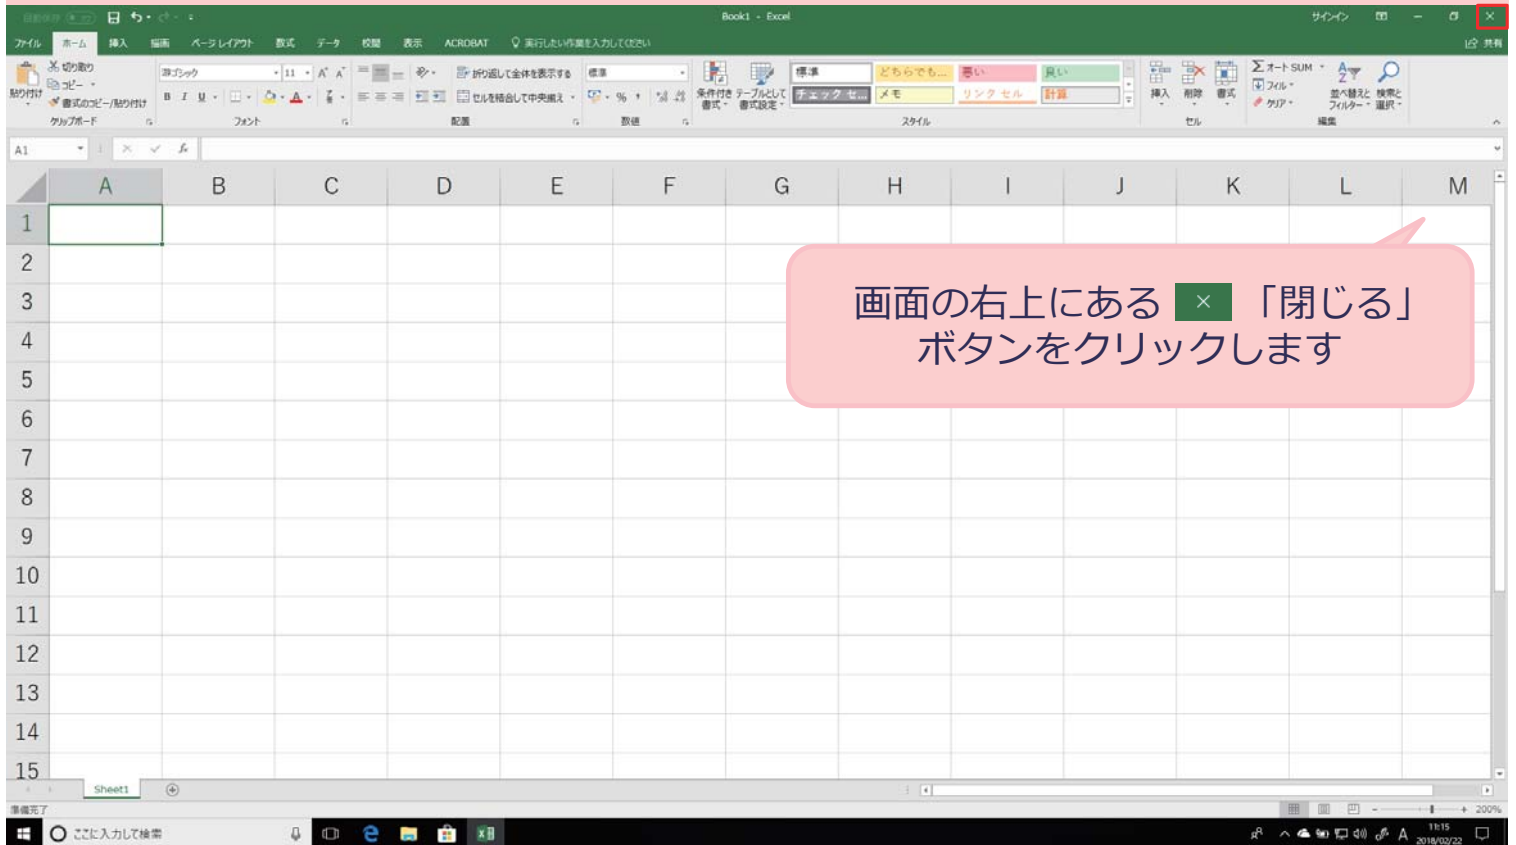 自動保存
Book1 - Excel
サインイン
ファイル ホーム 挿入 描画 ページ レイアウト 数式 データ 校閲 表示 ACROBAT 実行したい作業を入力してください 共有
切り取り
コピー
書式のコピー/貼り付け
貼り付け
クリップボード
游ゴシック 11
B I U
フォント
折り返して全体を表示する
セルを結合して中央揃え
配置
標準
%
数値
条件付き書式
テーブルとして書式設定
標準 どちらでも... 悪い 良い
チェック セ... メモ リンク セル 計算
スタイル
挿入 削除 書式
セル
Σ オート SUM
フィル
クリア
並べ替えと フィルター
検索と 選択
編集
A1 fx
A B C D E F G H I J K L M
1
2
3
4
5
6
7
8
9
10
11
12
13
14
15
画面の右上にある × 「閉じる」
ボタンをクリックします
Sheet1
準備完了
200%
ここに入力して検索
A
11:15
2018/02/22